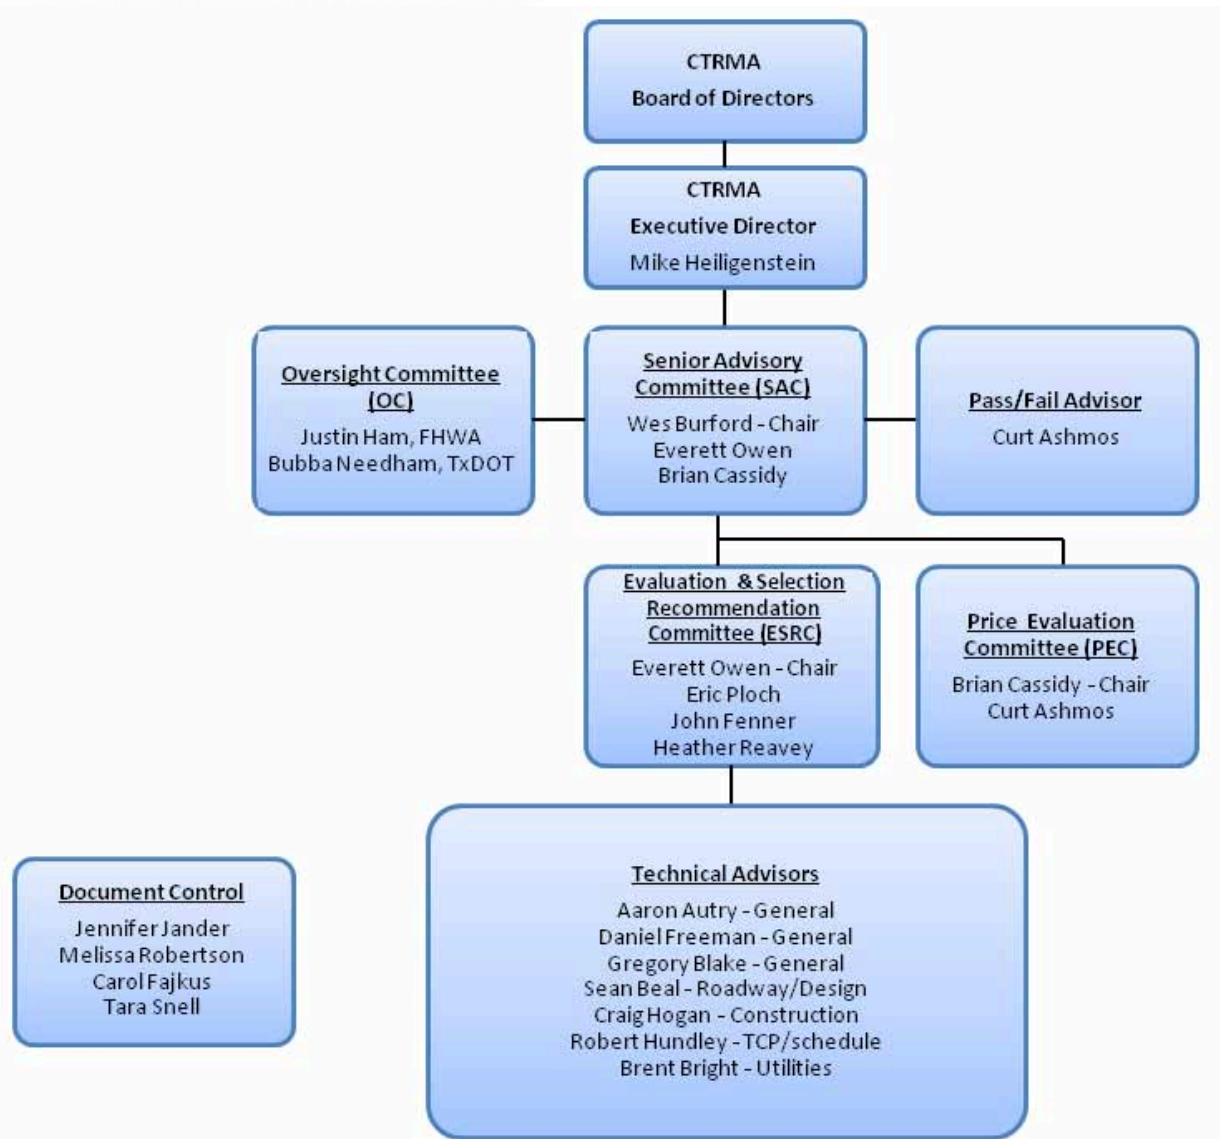 CTRMA
Board of Directors
CTRMA
Executive Director
Mike Heiligenstein
Oversight Committee
(OC)
Justin Ham, FHWA
Bubba Needham, TxDOT
Senior Advisory
Committee (SAC)
Wes Burford - Chair
Everett Owen
Brian Cassidy
Pass/Fail Advisor
Curt Ashmos
Evaluation & Selection
Recommendation
Committee (ESRC)
Everett Owen - Chair
Eric Ploch
John Fenner
Heather Reavey
Price Evaluation
Committee (PEC)
Brian Cassidy - Chair
Curt Ashmos
Document Control
Jennifer Jander
Melissa Robertson
Carol Fajkus
Tara Snell
Technical Advisors
Aaron Autry - General
Daniel Freeman - General
Gregory Blake - General
Sean Beal - Roadway/Design
Craig Hogan - Construction
Robert Hundley - TCP/schedule
Brent Bright - Utilities